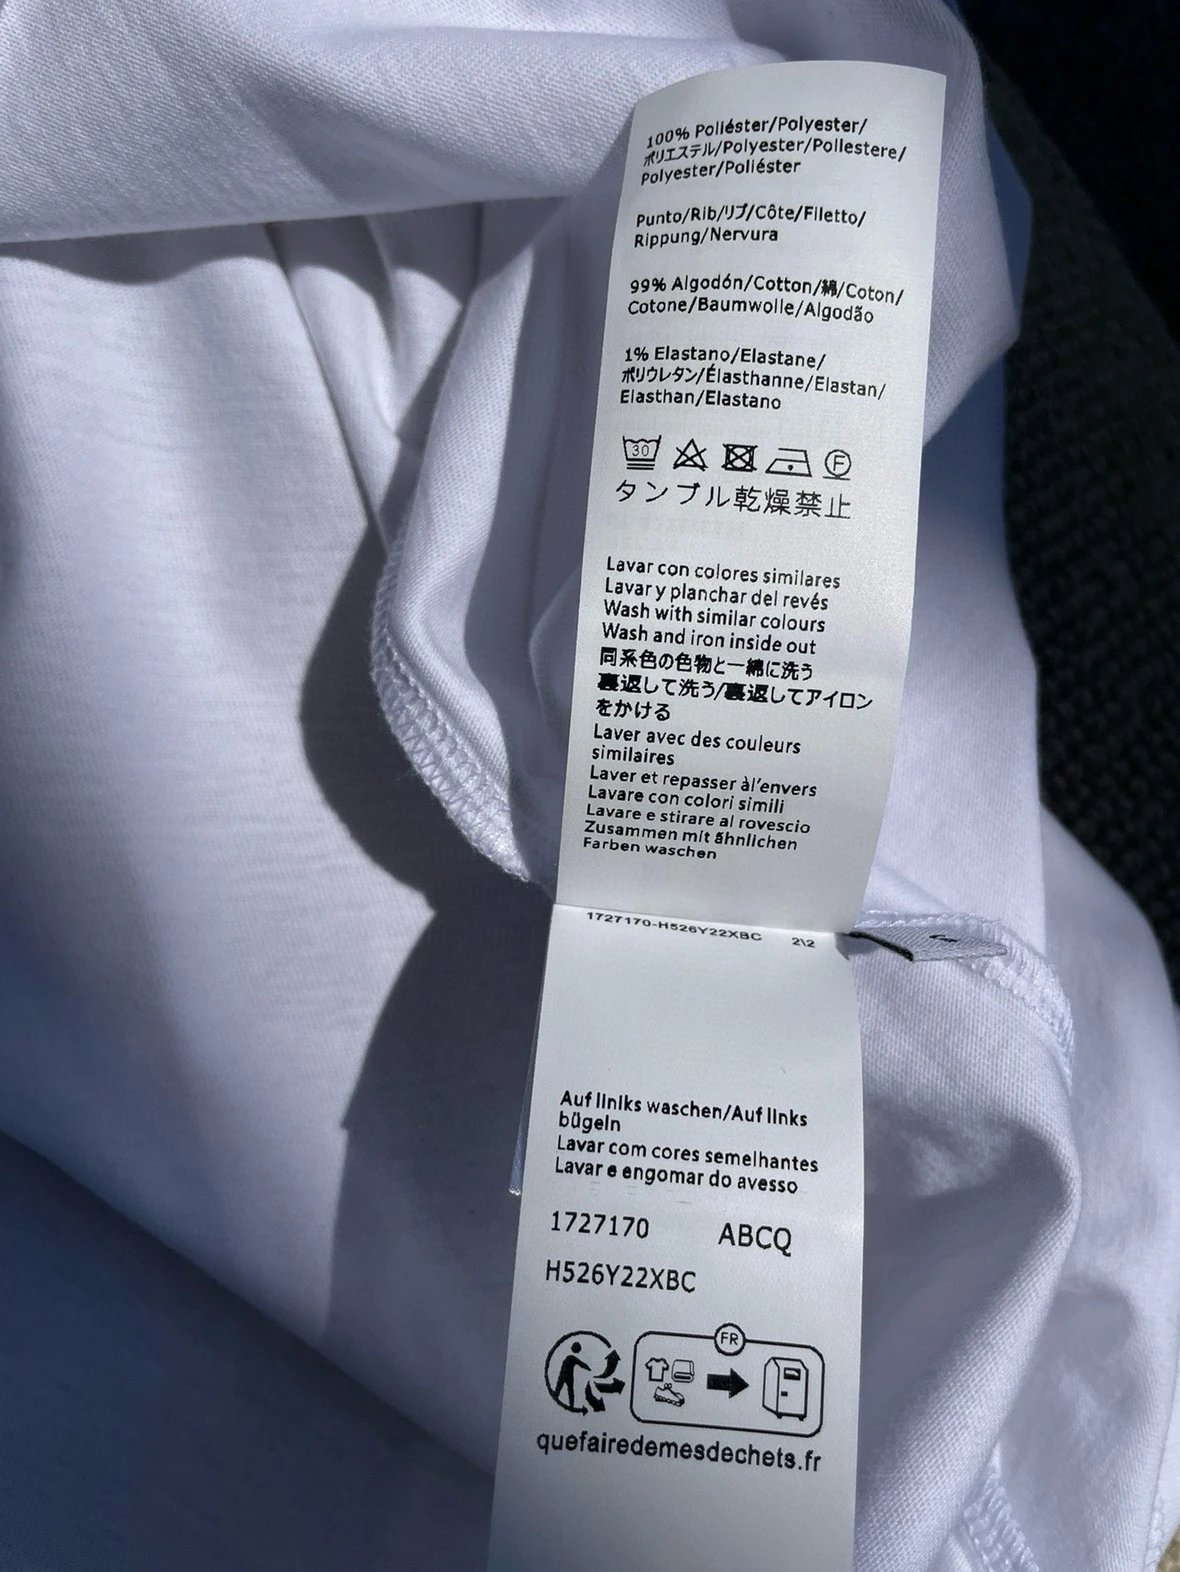 100% Poliéster/Polyester/
ポリエステル/Polyester/Poliestere/
Polyester/Poliéster
Punto/Rib/リブ/Côte/Filetto/
Rippung/Nervura
99% Algodón/Cotton/綿/Coton/
Cotone/Baumwolle/Algodão
1% Elastano/Elastane/
ポリウレタン/Élasthanne/Elastan/
Elasthan/Elastano
30
F
タンブル乾燥禁止
Lavar con colores similares
Lavar y planchar del revés
Wash with similar colours
Wash and iron inside out
同系色の色物と一緒に洗う
裏返して洗う/裏返してアイロン
をかける
Laver avec des couleurs
similaires
Laver et repasser àl'envers
Lavare con colori simili
Lavare e stirare al rovescio
Zusammen mit ähnlichen
Farben waschen
1727170-H526Y22XBC 2\2
Auf liniks waschen/Auf links
bügeln
Lavar com cores semelhantes
Lavar e engomar do avesso
1727170 ABCQ
H526Y22XBC
FR
quefairedemesdechets.fr